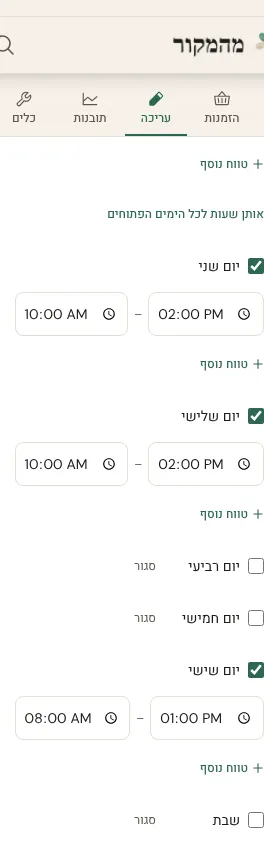 מהמקור
הזמנות
עריכה
תובנות
כלים
+ טווח נוסף
אותן שעות לכל הימים הפתוחים
יום שני
02:00 PM – 10:00 AM
+ טווח נוסף
יום שלישי
02:00 PM – 10:00 AM
+ טווח נוסף
יום רביעי סגור
יום חמישי סגור
יום שישי
01:00 PM – 08:00 AM
+ טווח נוסף
שבת סגור